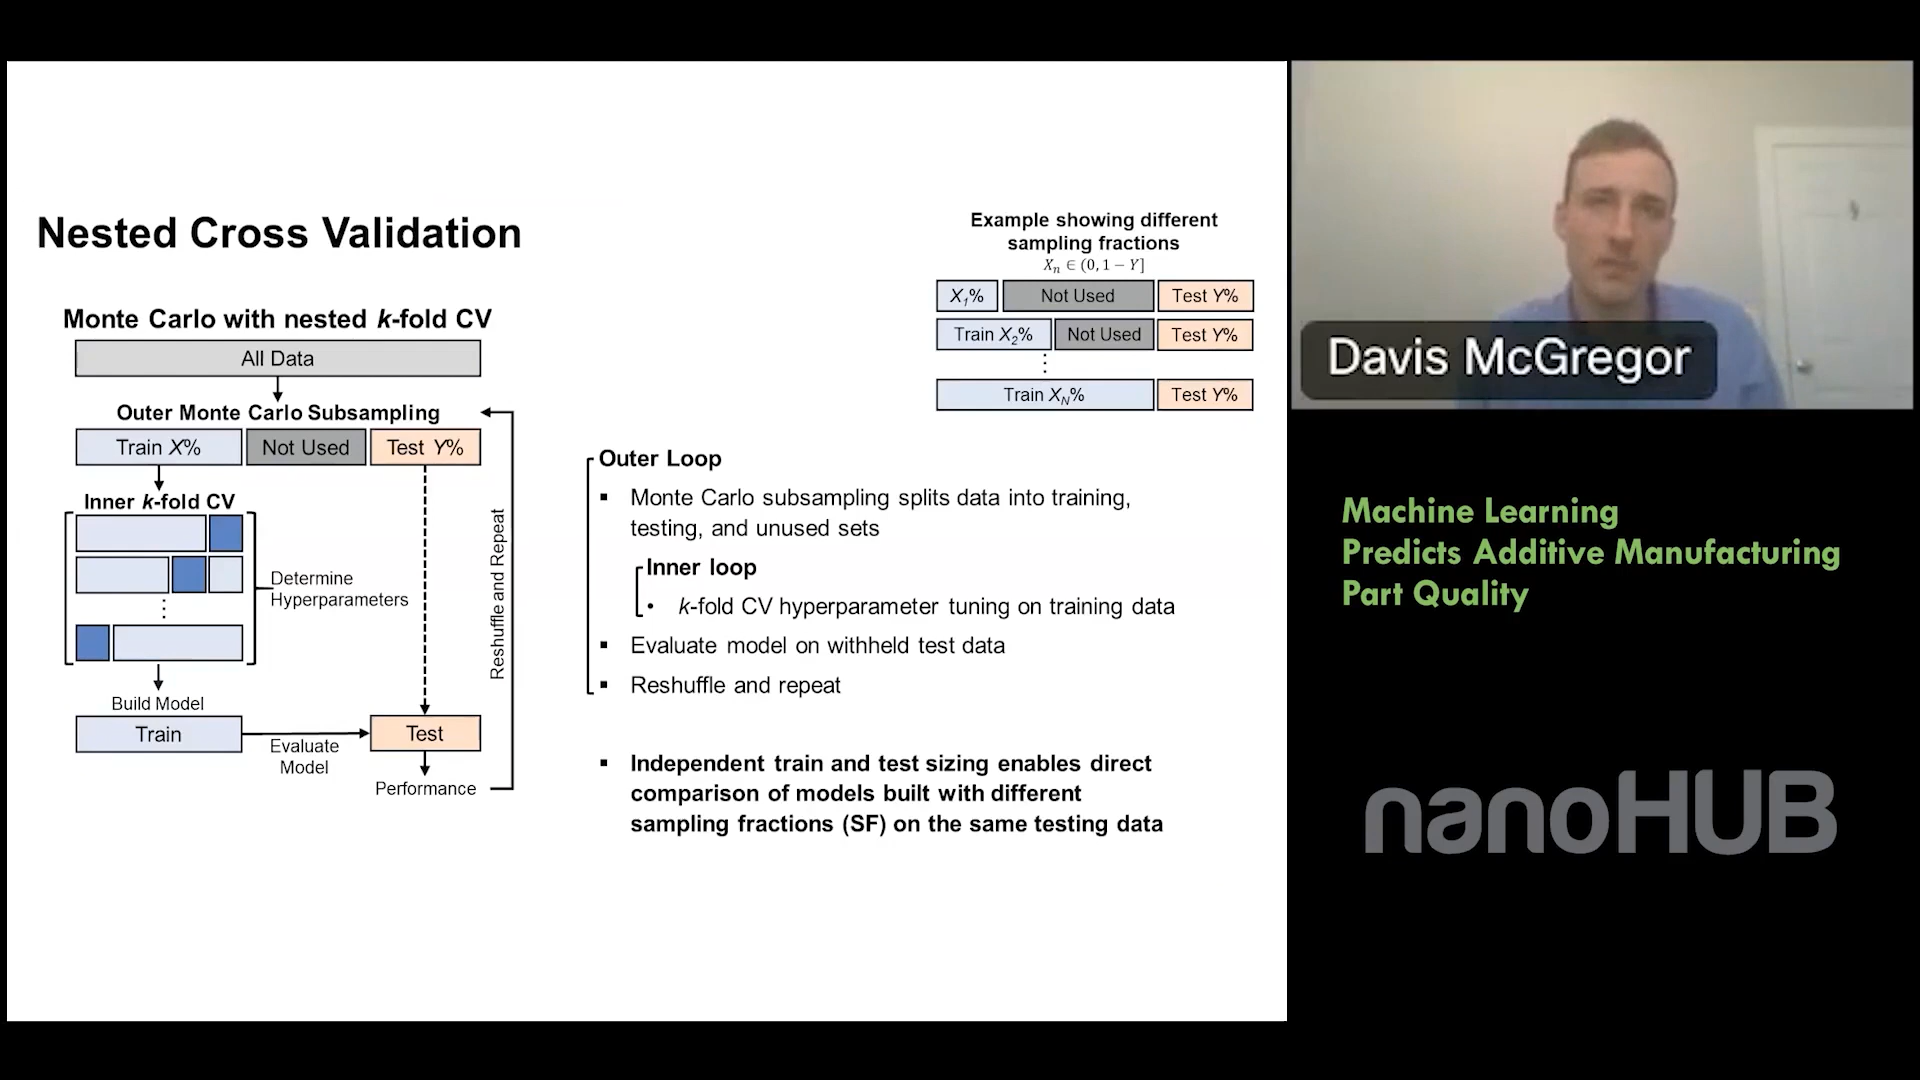 Nested Cross Validation
Monte Carlo with nested k-fold CV
All Data
Outer Monte Carlo Subsampling
Train X%
Not Used
Test Y%
Inner k-fold CV
Determine
Hyperparameters
Build Model
Train
Evaluate
Model
Test
Performance
Reshuffle and Repeat
Example showing different
sampling fractions
Xₙ ∈ (0, 1 − Y]
X₁%
Not Used
Test Y%
Train X₂%
Not Used
Test Y%
Train X_N%
Test Y%
Outer Loop
▪ Monte Carlo subsampling splits data into training,
testing, and unused sets
Inner loop
• k-fold CV hyperparameter tuning on training data
▪ Evaluate model on withheld test data
▪ Reshuffle and repeat
▪ Independent train and test sizing enables direct
comparison of models built with different
sampling fractions (SF) on the same testing data
Davis McGregor
Machine Learning
Predicts Additive Manufacturing
Part Quality
nanoHUB